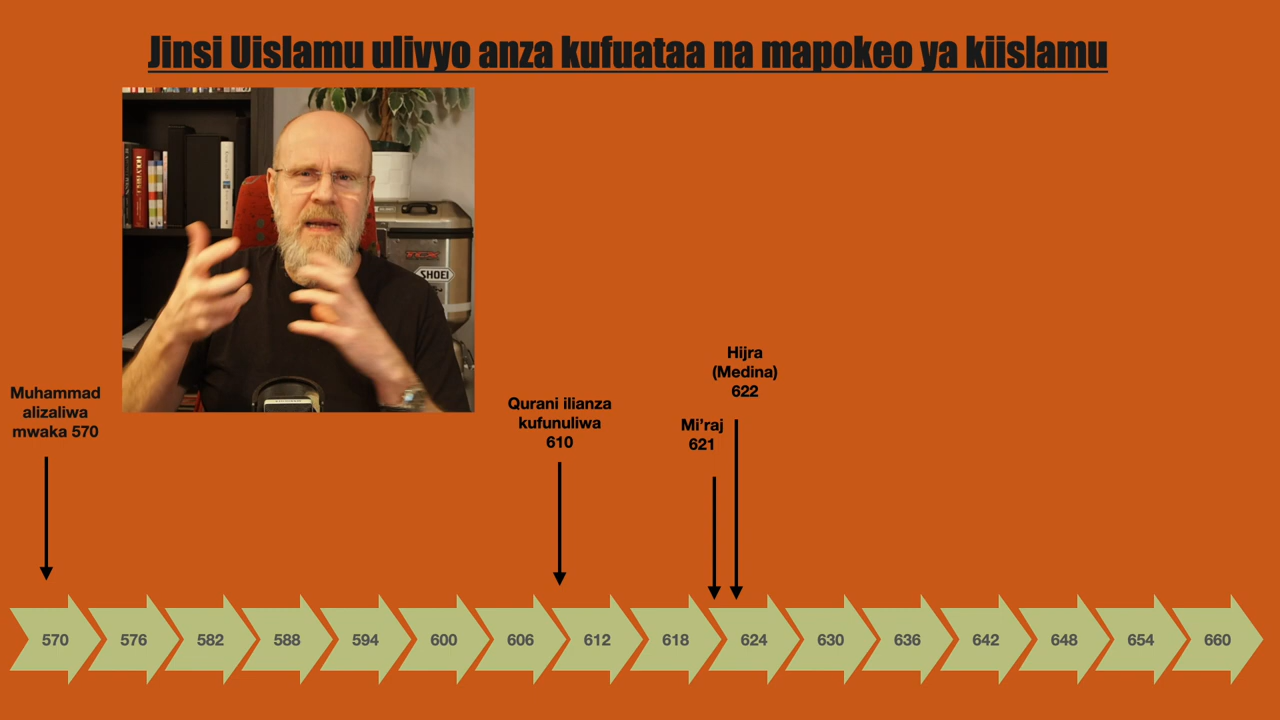 Jinsi Uislamu ulivyo anza kufuataa na mapokeo ya kiislamu
SHOEI
Muhammad
alizaliwa
mwaka 570
Qurani ilianza
kufunuliwa
610
Mi’raj
621
Hijra
(Medina)
622
570 576 582 588 594 600 606 612 618 624 630 636 642 648 654 660